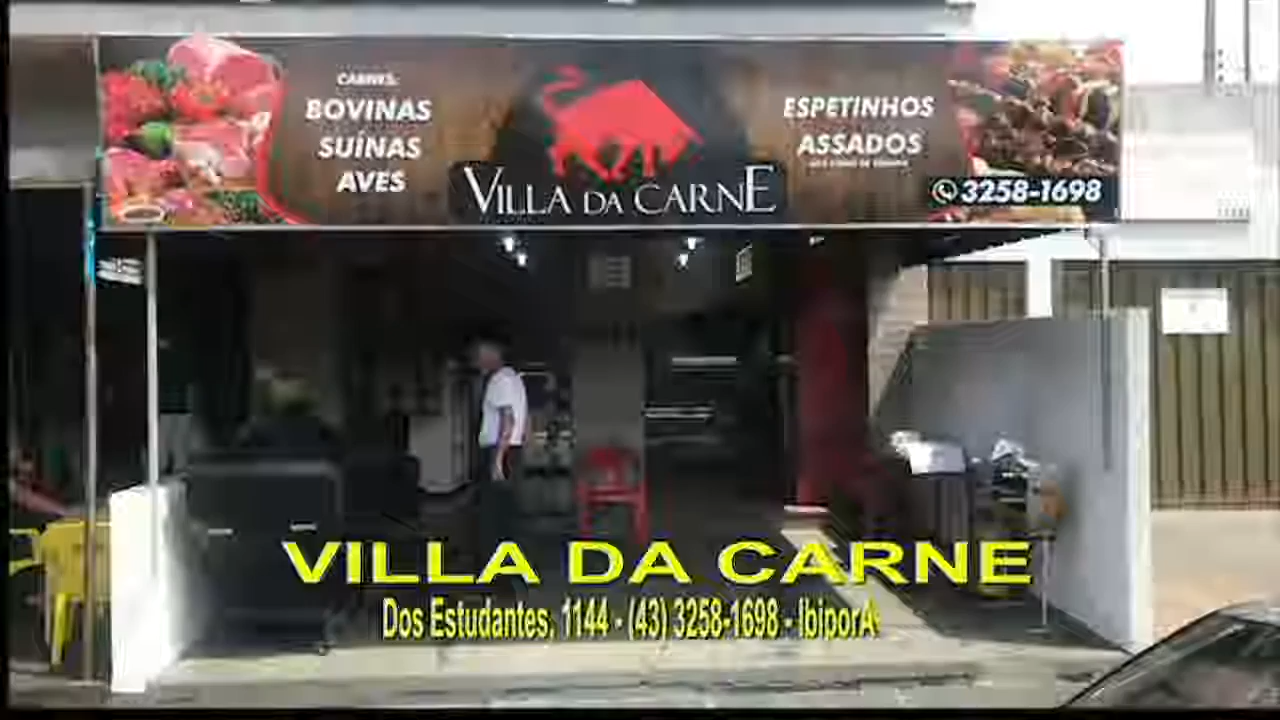 CARNES:
BOVINAS
SUÍNAS
AVES
VILLA DA CARNE
ESPETINHOS
ASSADOS
3258-1698
VILLA DA CARNE
Dos Estudantes, 1144 - (43) 3258-1698 - IbiporA